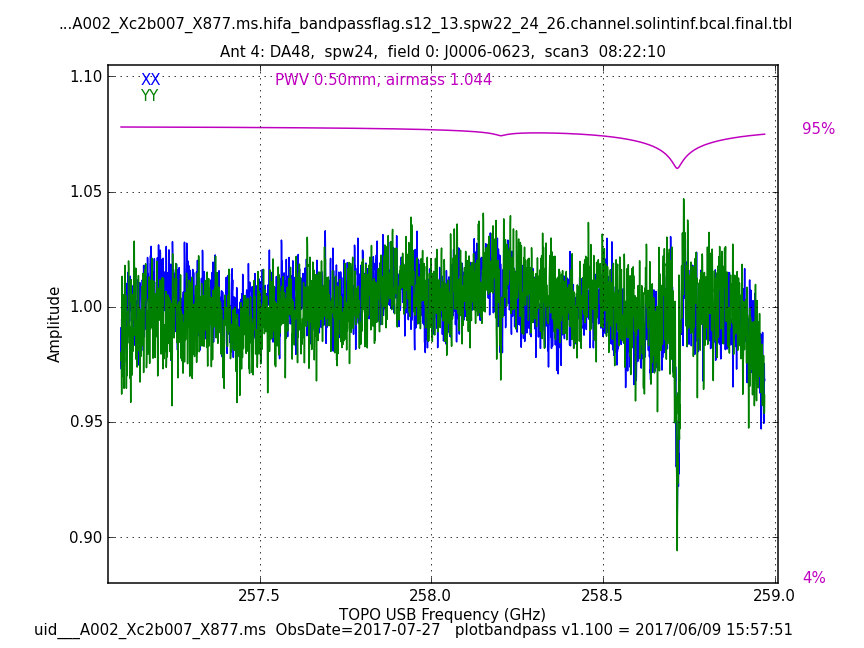 ...A002_Xc2b007_X877.ms.hifa_bandpassflag.s12_13.spw22_24_26.channel.solintinf.bcal.final.tbl
Ant 4: DA48,  spw24,  field 0: J0006-0623,  scan3  08:22:10
XX
YY
PWV 0.50mm, airmass 1.044
95%
4%
Amplitude
1.10
1.05
1.00
0.95
0.90
257.5
258.0
258.5
259.0
TOPO USB Frequency (GHz)
uid___A002_Xc2b007_X877.ms  ObsDate=2017-07-27   plotbandpass v1.100 = 2017/06/09 15:57:51